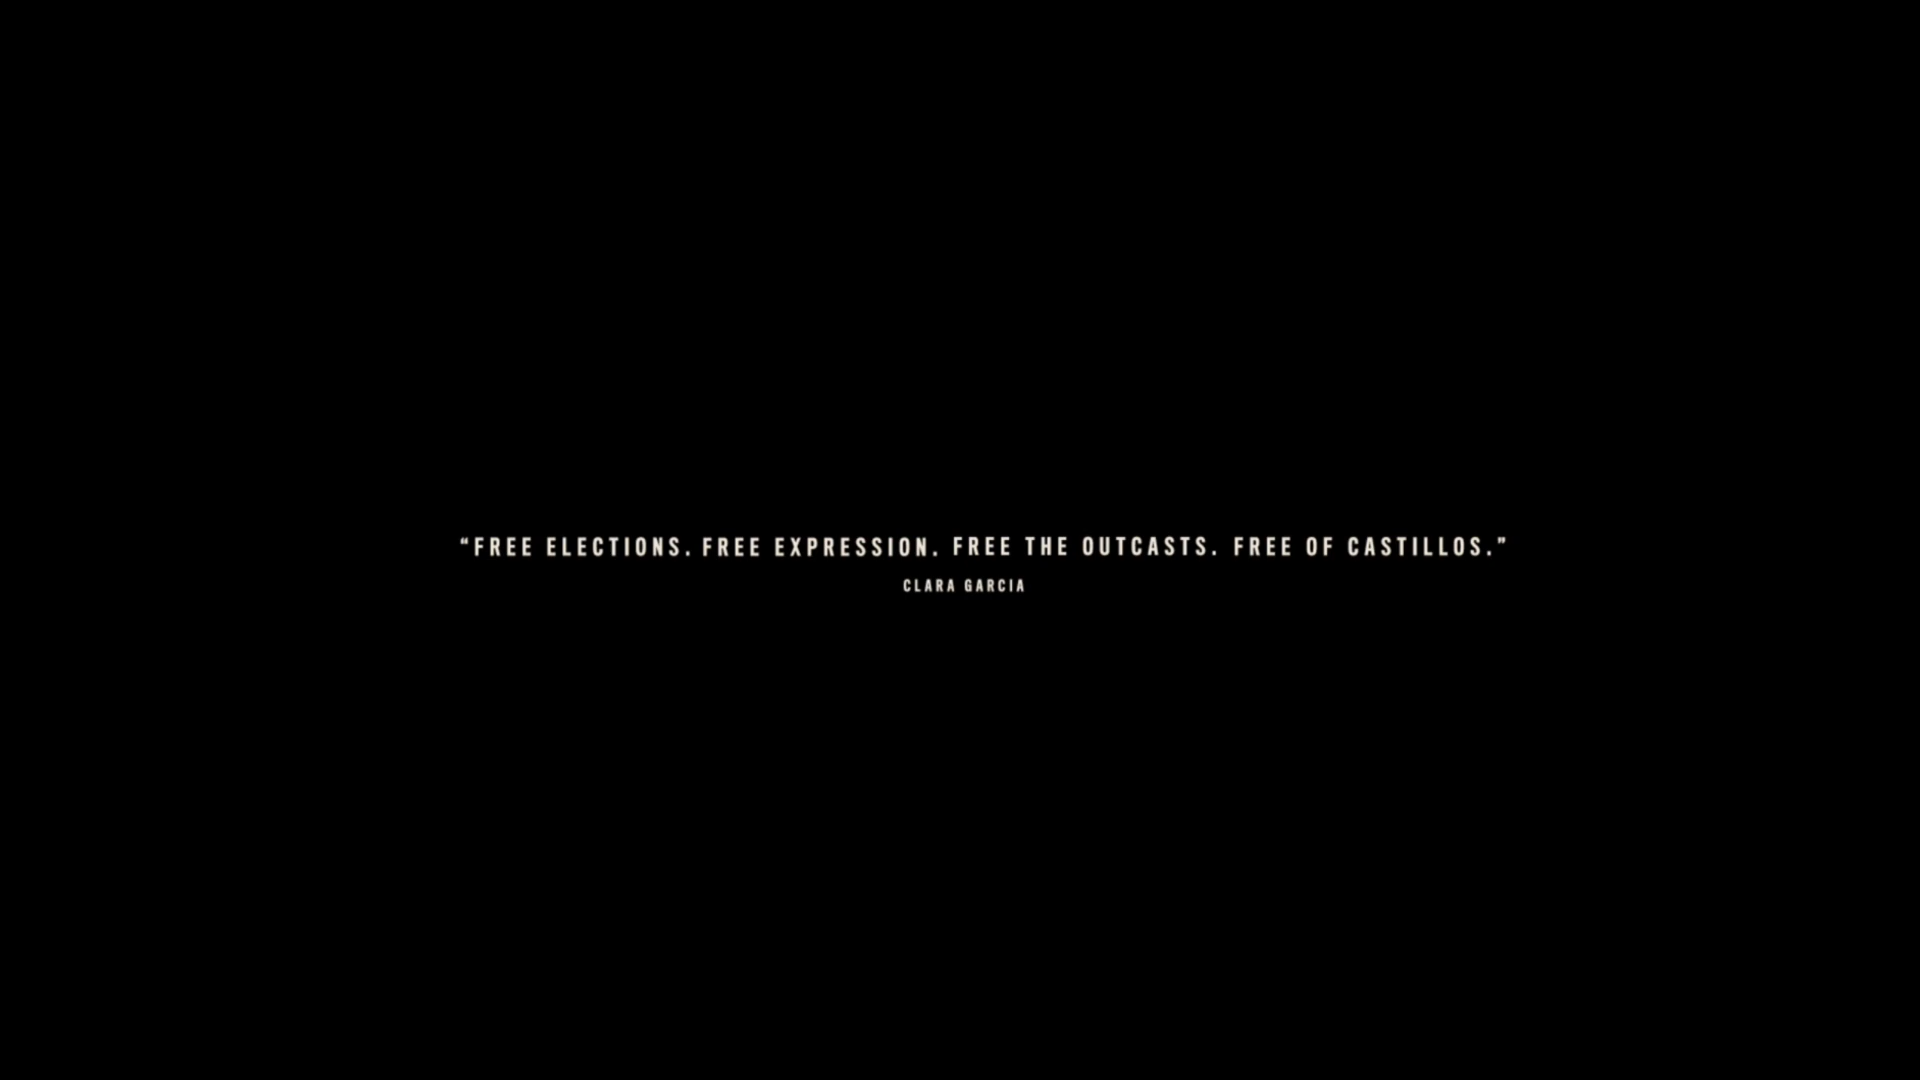 “FREE ELECTIONS. FREE EXPRESSION. FREE THE OUTCASTS. FREE OF CASTILLOS.”
CLARA GARCIA